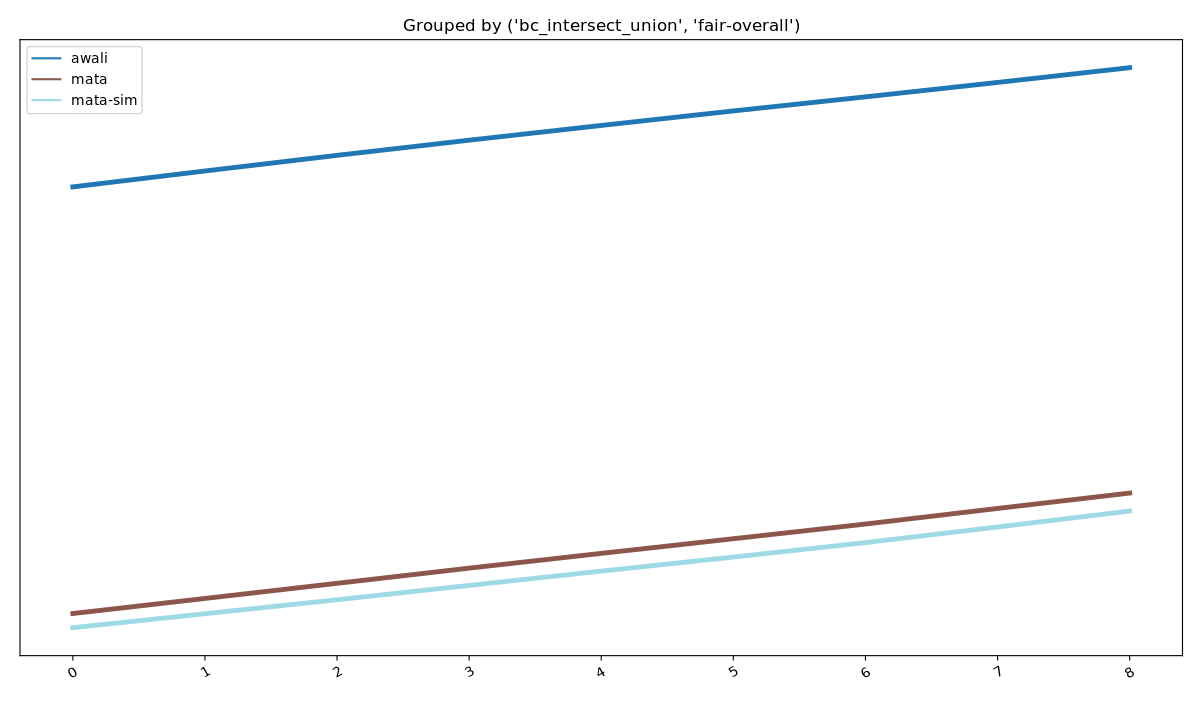 Grouped by ('bc_intersect_union', 'fair-overall')
awali
mata
mata-sim
0 1 2 3 4 5 6 7 8